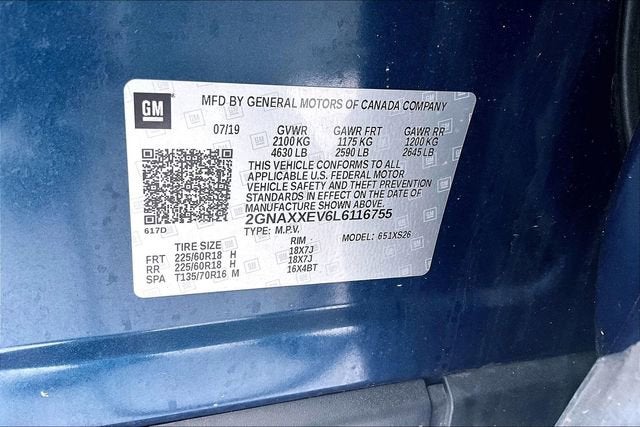 GM
MFD BY GENERAL MOTORS OF CANADA COMPANY
07/19 GVWR GAWR FRT GAWR RR
2100 KG 1175 KG 1200 KG
4630 LB 2590 LB 2645 LB
THIS VEHICLE CONFORMS TO ALL
APPLICABLE U.S. FEDERAL MOTOR
VEHICLE SAFETY AND THEFT PREVENTION
STANDARDS IN EFFECT ON THE DATE OF
MANUFACTURE SHOWN ABOVE.
2GNAXXEV6L6116755
617D
TYPE: M.P.V. MODEL: 651XS26
TIRE SIZE RIM
FRT 225/60R18 H 18X7J
RR 225/60R18 H 18X7J
SPA T135/70R16 M 16X4BT